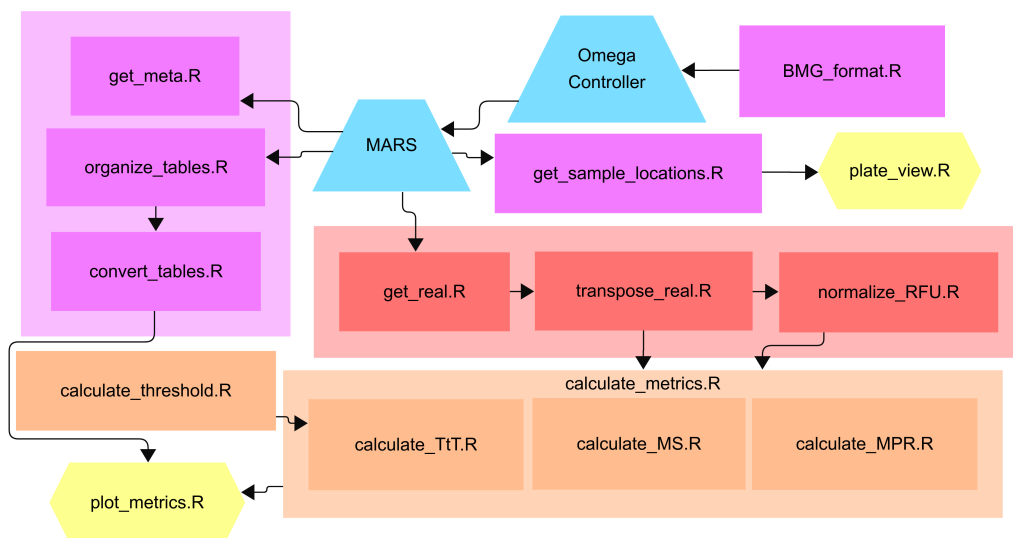 get_meta.R
Omega
Controller
BMG_format.R
MARS
organize_tables.R
get_sample_locations.R
plate_view.R
convert_tables.R
get_real.R
transpose_real.R
normalize_RFU.R
calculate_threshold.R
calculate_metrics.R
calculate_TtT.R
calculate_MS.R
calculate_MPR.R
plot_metrics.R